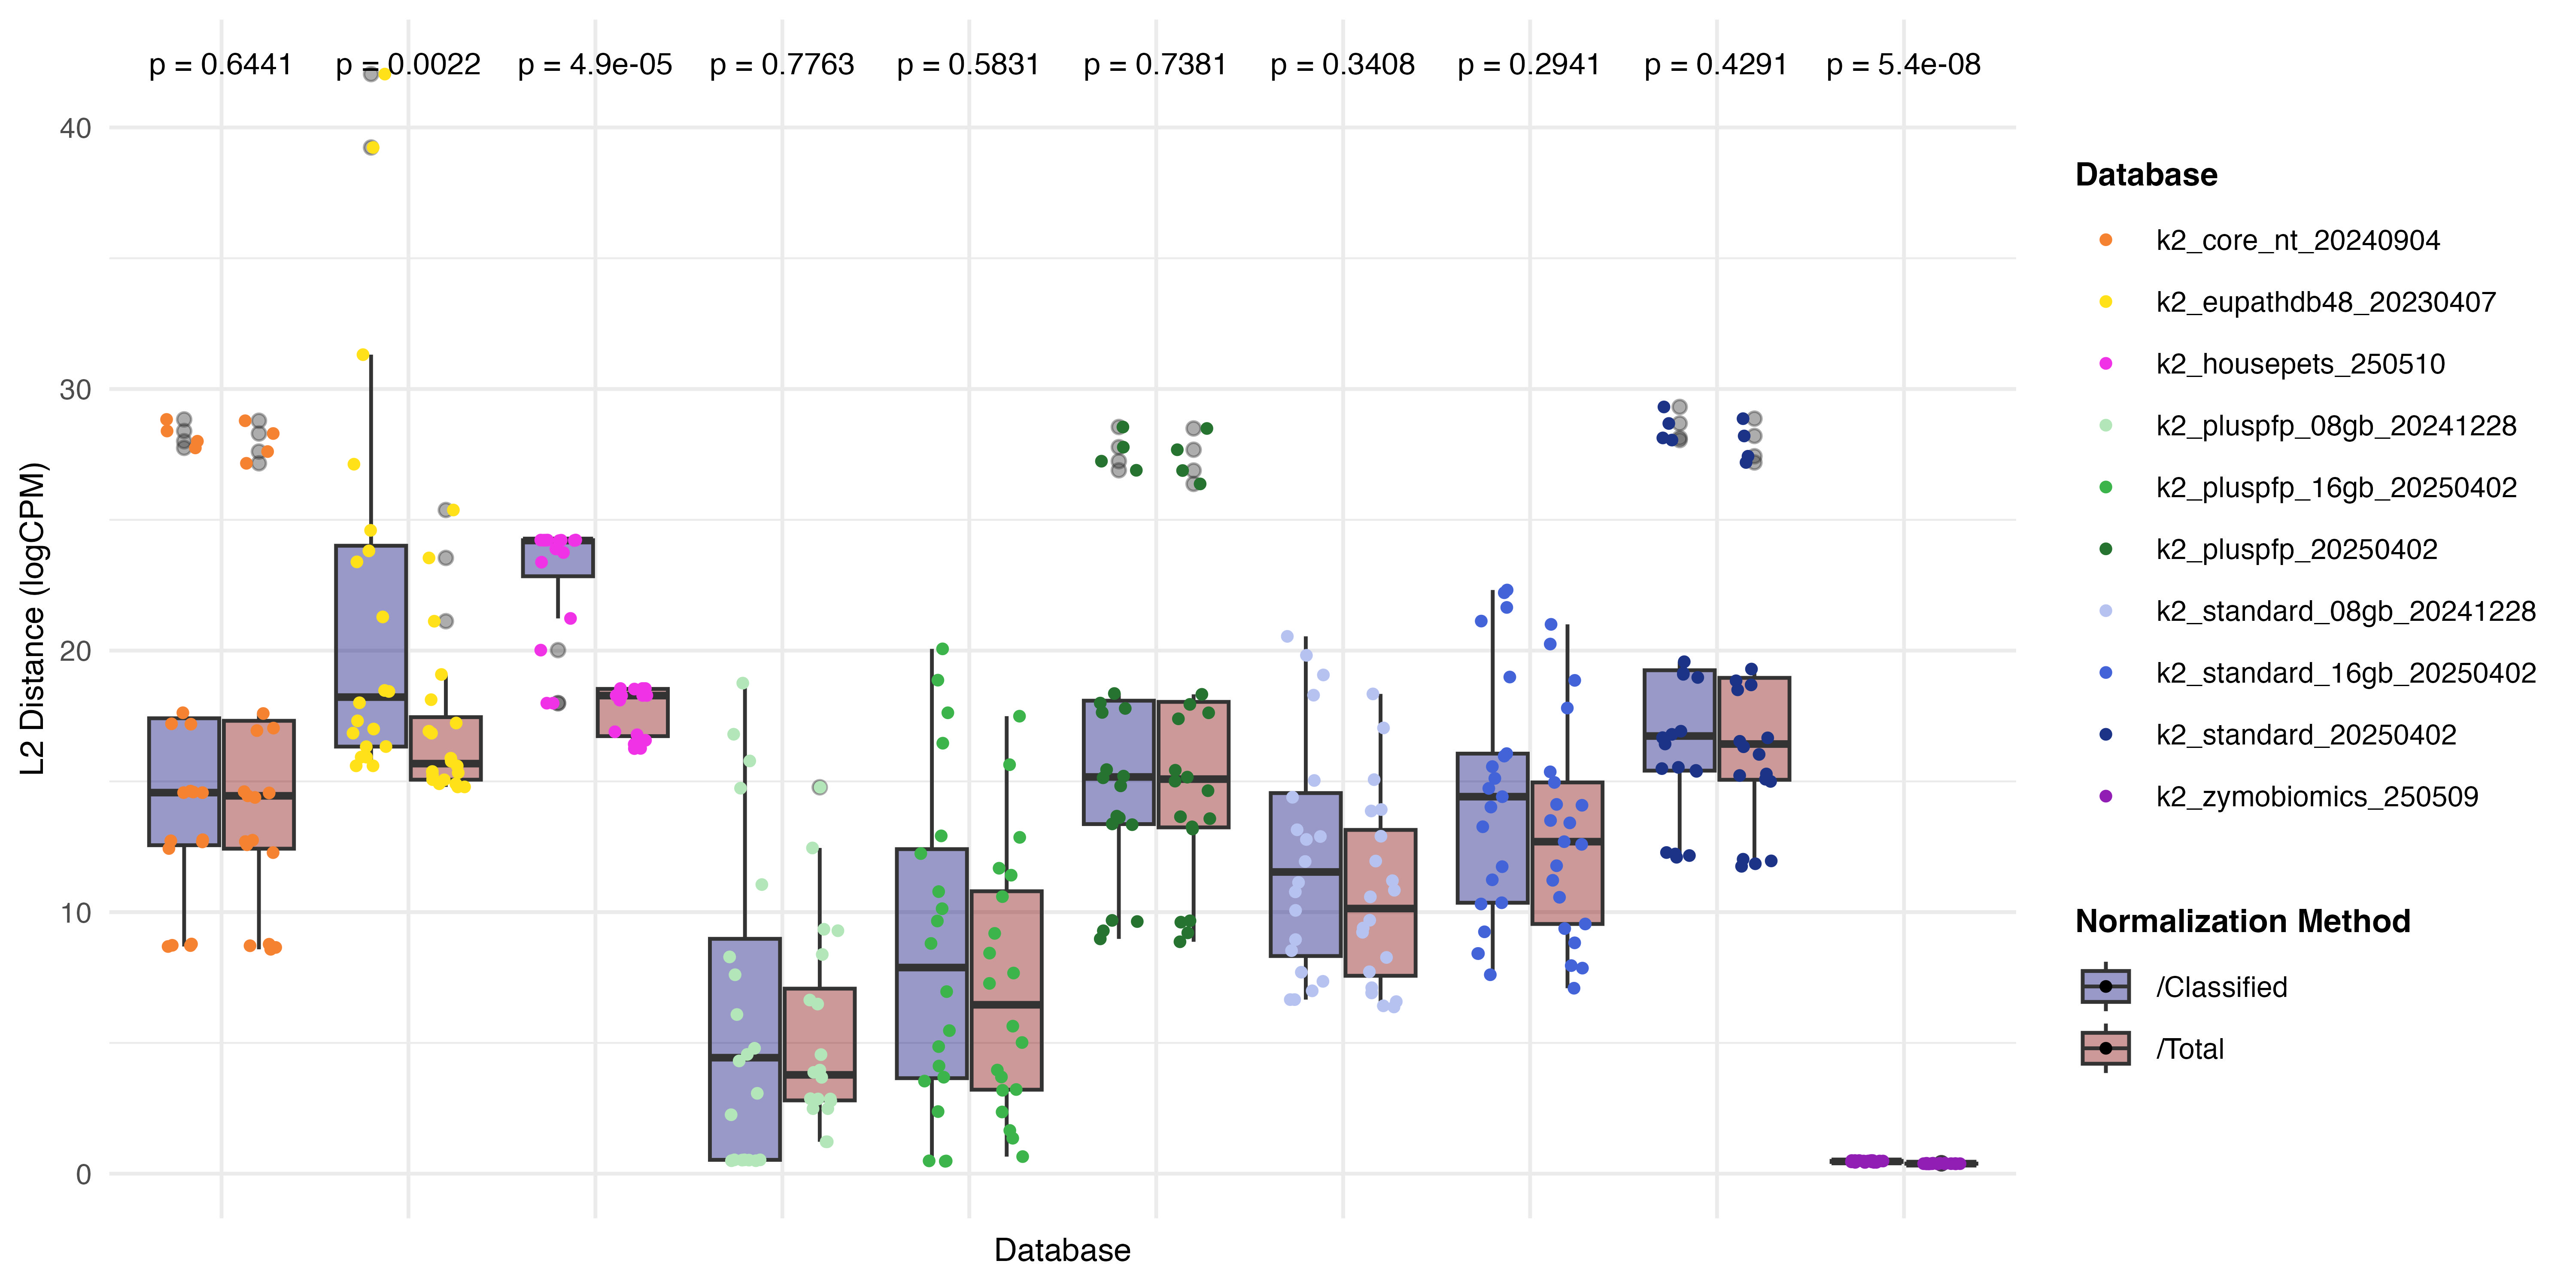 p = 0.6441 p = 0.0022 p = 4.9e-05 p = 0.7763 p = 0.5831 p = 0.7381 p = 0.3408 p = 0.2941 p = 0.4291 p = 5.4e-08
40
30
20
10
0
L2 Distance (logCPM)
Database
Database
k2_core_nt_20240904
k2_eupathdb48_20230407
k2_housepets_250510
k2_pluspfp_08gb_20241228
k2_pluspfp_16gb_20250402
k2_pluspfp_20250402
k2_standard_08gb_20241228
k2_standard_16gb_20250402
k2_standard_20250402
k2_zymobiomics_250509
Normalization Method
/Classified
/Total